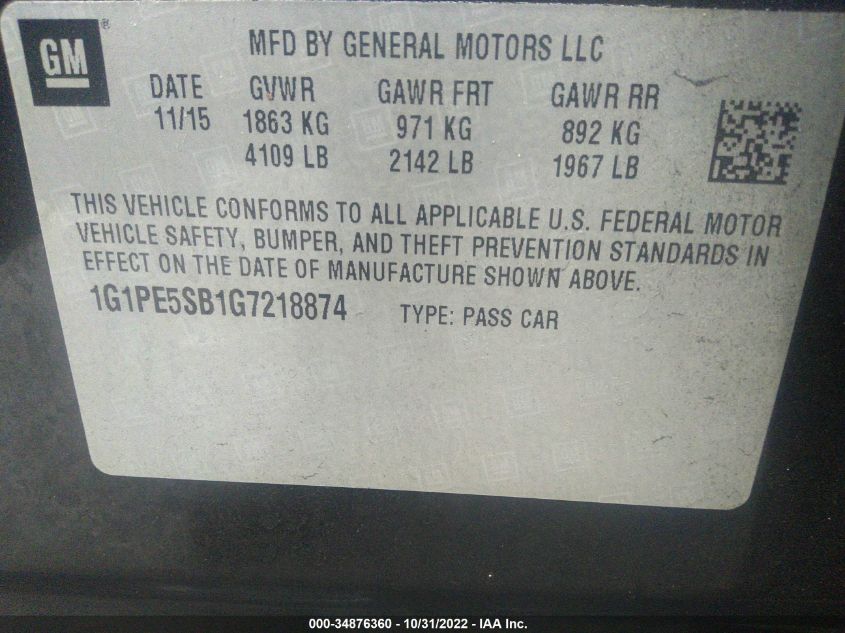 GM ®
MFD BY GENERAL MOTORS LLC
DATE GVWR GAWR FRT GAWR RR
11/15 1863 KG 971 KG 892 KG
4109 LB 2142 LB 1967 LB
THIS VEHICLE CONFORMS TO ALL APPLICABLE U.S. FEDERAL MOTOR
VEHICLE SAFETY, BUMPER, AND THEFT PREVENTION STANDARDS IN
EFFECT ON THE DATE OF MANUFACTURE SHOWN ABOVE.
1G1PE5SB1G7218874 TYPE: PASS CAR
000-34876360 - 10/31/2022 - IAA Inc.